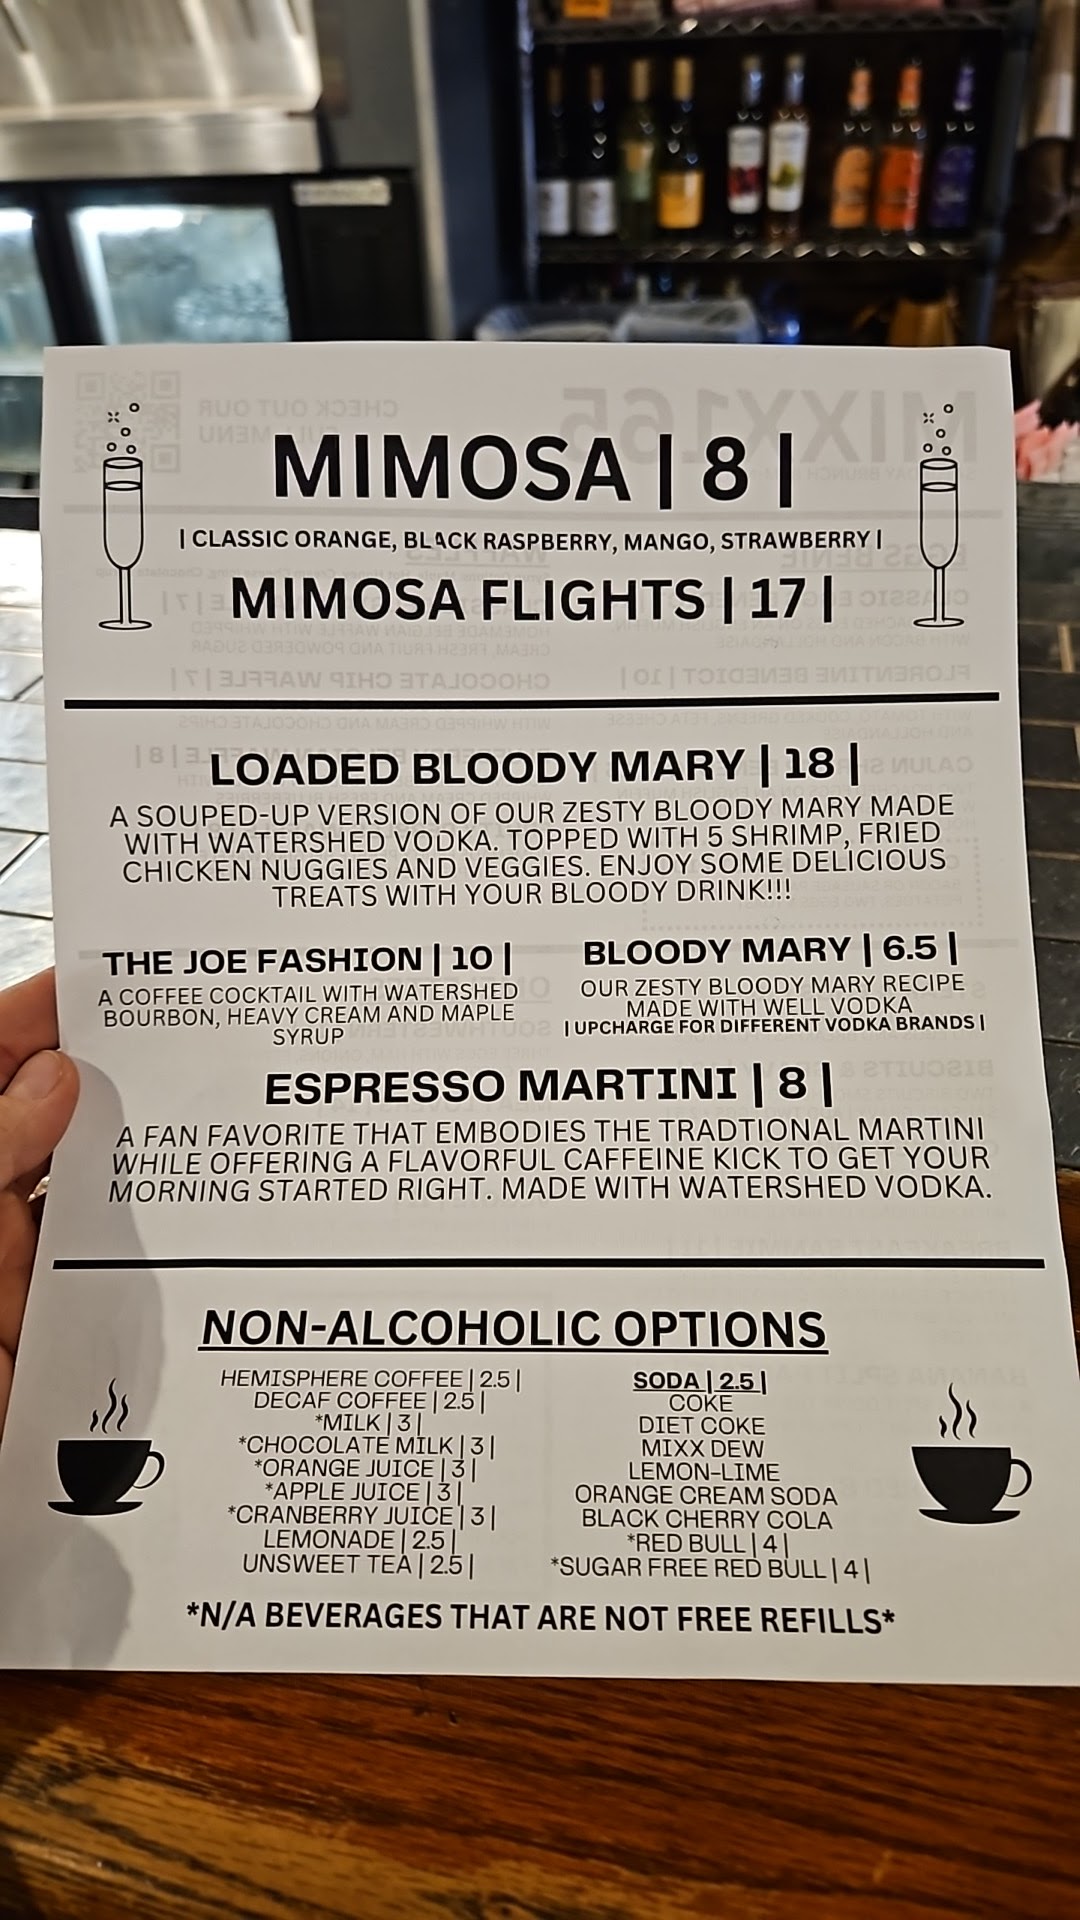 MIMOSA | 8 |
| CLASSIC ORANGE, BLACK RASPBERRY, MANGO, STRAWBERRY |
MIMOSA FLIGHTS | 17 |
LOADED BLOODY MARY | 18 |
A SOUPED-UP VERSION OF OUR ZESTY BLOODY MARY MADE
WITH WATERSHED VODKA. TOPPED WITH 5 SHRIMP, FRIED
CHICKEN NUGGIES AND VEGGIES. ENJOY SOME DELICIOUS
TREATS WITH YOUR BLOODY DRINK!!!
THE JOE FASHION | 10 |
A COFFEE COCKTAIL WITH WATERSHED
BOURBON, HEAVY CREAM AND MAPLE
SYRUP
BLOODY MARY | 6.5 |
OUR ZESTY BLOODY MARY RECIPE
MADE WITH WELL VODKA
| UPCHARGE FOR DIFFERENT VODKA BRANDS |
ESPRESSO MARTINI | 8 |
A FAN FAVORITE THAT EMBODIES THE TRADTIONAL MARTINI
WHILE OFFERING A FLAVORFUL CAFFEINE KICK TO GET YOUR
MORNING STARTED RIGHT. MADE WITH WATERSHED VODKA.
NON-ALCOHOLIC OPTIONS
HEMISPHERE COFFEE | 2.5 |
DECAF COFFEE | 2.5 |
*MILK | 3 |
*CHOCOLATE MILK | 3 |
*ORANGE JUICE | 3 |
*APPLE JUICE | 3 |
*CRANBERRY JUICE | 3 |
LEMONADE | 2.5 |
UNSWEET TEA | 2.5 |
SODA | 2.5 |
COKE
DIET COKE
MIXX DEW
LEMON-LIME
ORANGE CREAM SODA
BLACK CHERRY COLA
*RED BULL | 4 |
*SUGAR FREE RED BULL | 4 |
*N/A BEVERAGES THAT ARE NOT FREE REFILLS*